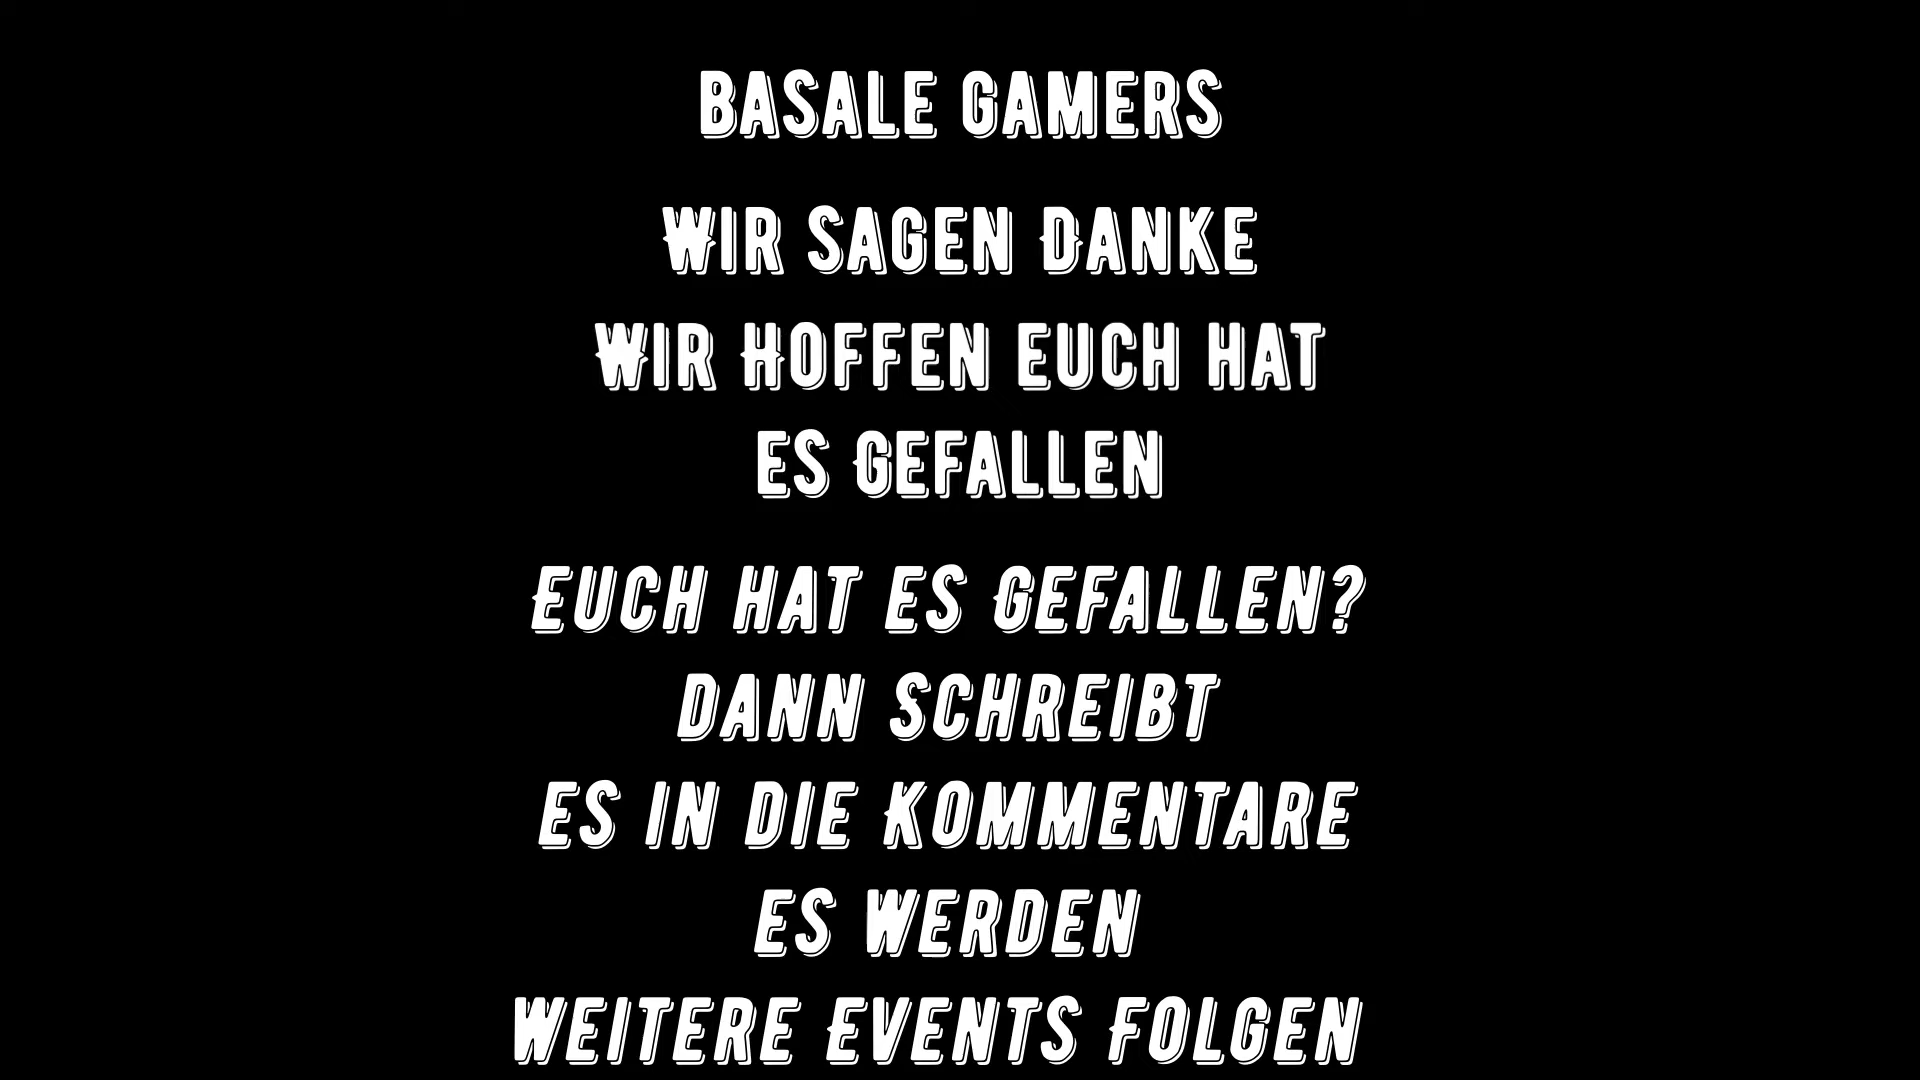 Basale Gamers
Wir Sagen Danke
Wir Hoffen euch hat
es Gefallen
Euch hat es Gefallen?
dann Schreibt
es in die Kommentare
es werden
weitere Events Folgen